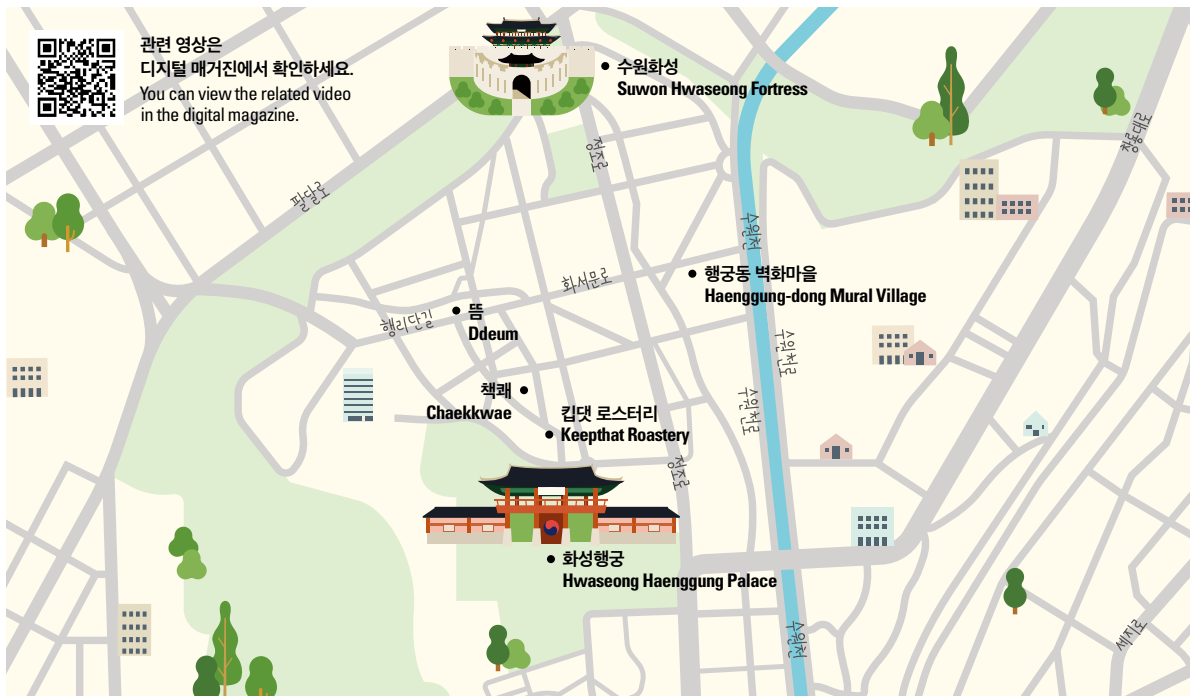 관련 영상은
디지털 매거진에서 확인하세요.
You can view the related video
in the digital magazine.
수원화성
Suwon Hwaseong Fortress
정조로
창룡대로
팔달로
수원천
행궁동 벽화마을
Haenggung-dong Mural Village
화서문로
뜸
Ddeum
행리단길
수원천로
책쾌
Chaekkwae
수원천로
킵댓 로스터리
Keepthat Roastery
정조로
화성행궁
Hwaseong Haenggung Palace
수원천
세지로